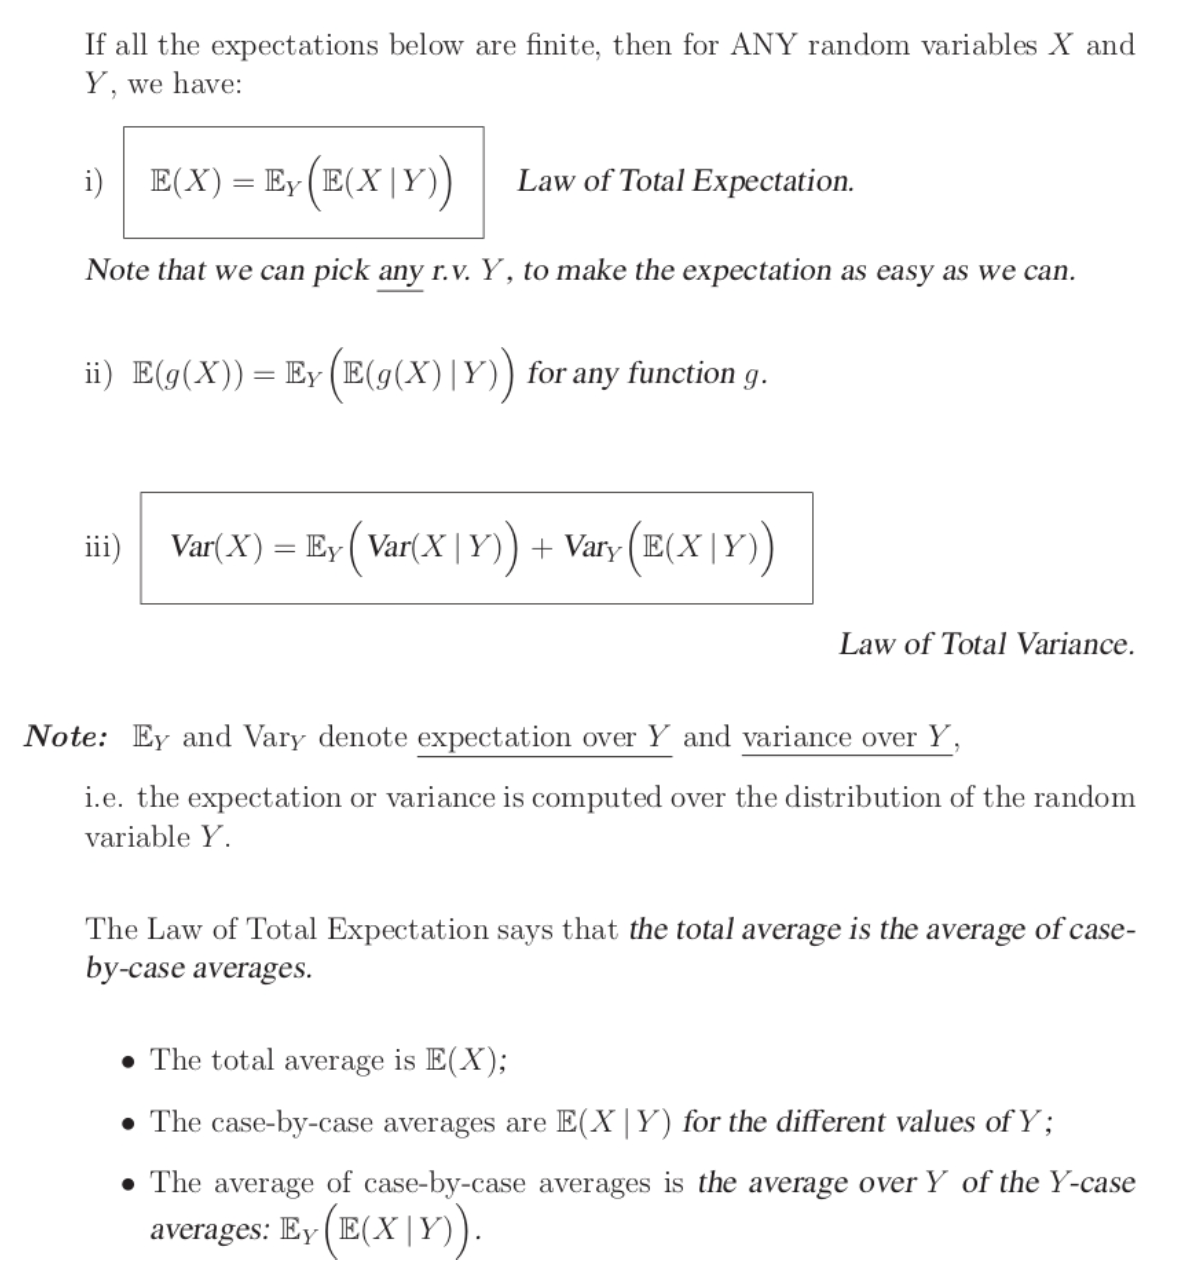 If all the expectations below are finite, then for ANY random variables X and
Y, we have:
i) 𝔼(X) = 𝔼_Y(𝔼(X | Y)) Law of Total Expectation.
Note that we can pick any r.v. Y, to make the expectation as easy as we can.
ii) 𝔼(g(X)) = 𝔼_Y(𝔼(g(X) | Y)) for any function g.
iii) Var(X) = 𝔼_Y(Var(X | Y)) + Var_Y(𝔼(X | Y))
Law of Total Variance.
Note: 𝔼_Y and Var_Y denote expectation over Y and variance over Y,
i.e. the expectation or variance is computed over the distribution of the random
variable Y.
The Law of Total Expectation says that the total average is the average of case-
by-case averages.
• The total average is 𝔼(X);
• The case-by-case averages are 𝔼(X | Y) for the different values of Y;
• The average of case-by-case averages is the average over Y of the Y-case
averages: 𝔼_Y(𝔼(X | Y)).